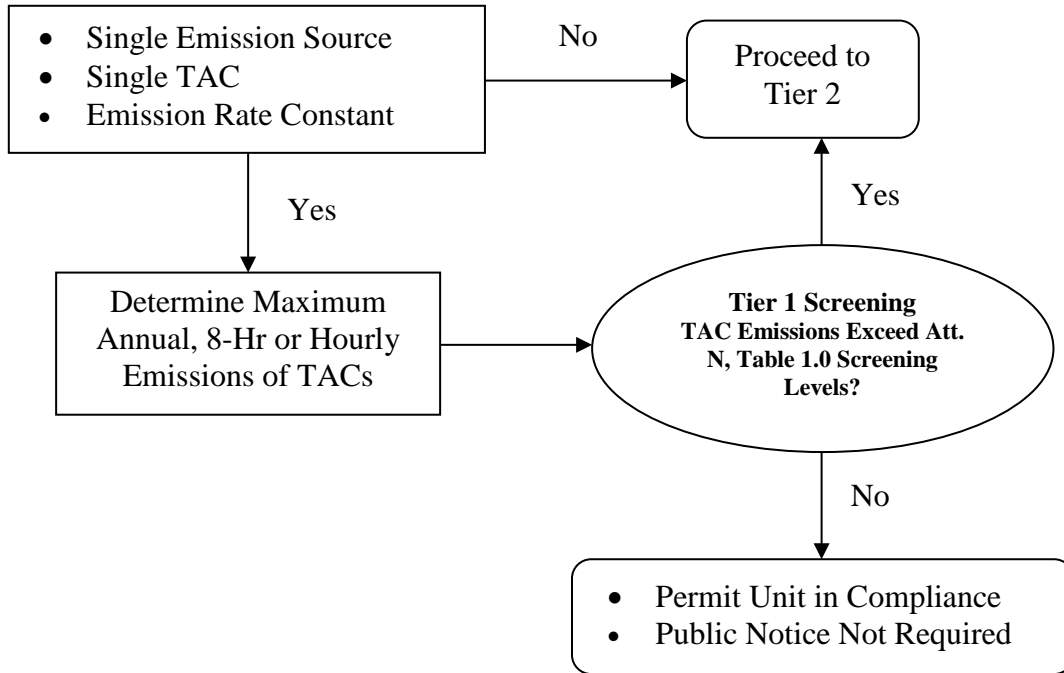 • Single Emission Source
• Single TAC
• Emission Rate Constant
No
Proceed to
Tier 2
Yes
Yes
Determine Maximum
Annual, 8-Hr or Hourly
Emissions of TACs
Tier 1 Screening
TAC Emissions Exceed Att.
N, Table 1.0 Screening
Levels?
No
• Permit Unit in Compliance
• Public Notice Not Required